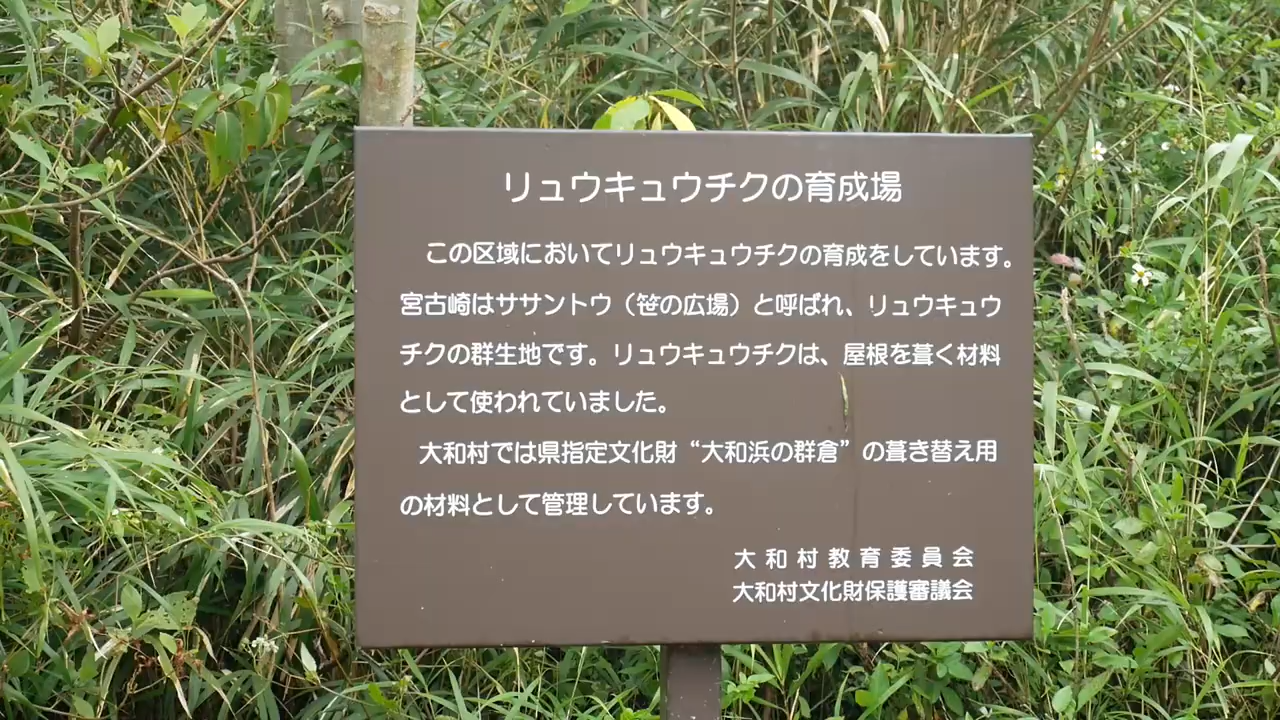 リュウキュウチクの育成場
この区域においてリュウキュウチクの育成をしています。
宮古崎はササントウ（笹の広場）と呼ばれ、リュウキュウ
チクの群生地です。リュウキュウチクは、屋根を葺く材料
として使われていました。
大和村では県指定文化財“大和浜の群倉”の葺き替え用
の材料として管理しています。
大和村教育委員会
大和村文化財保護審議会